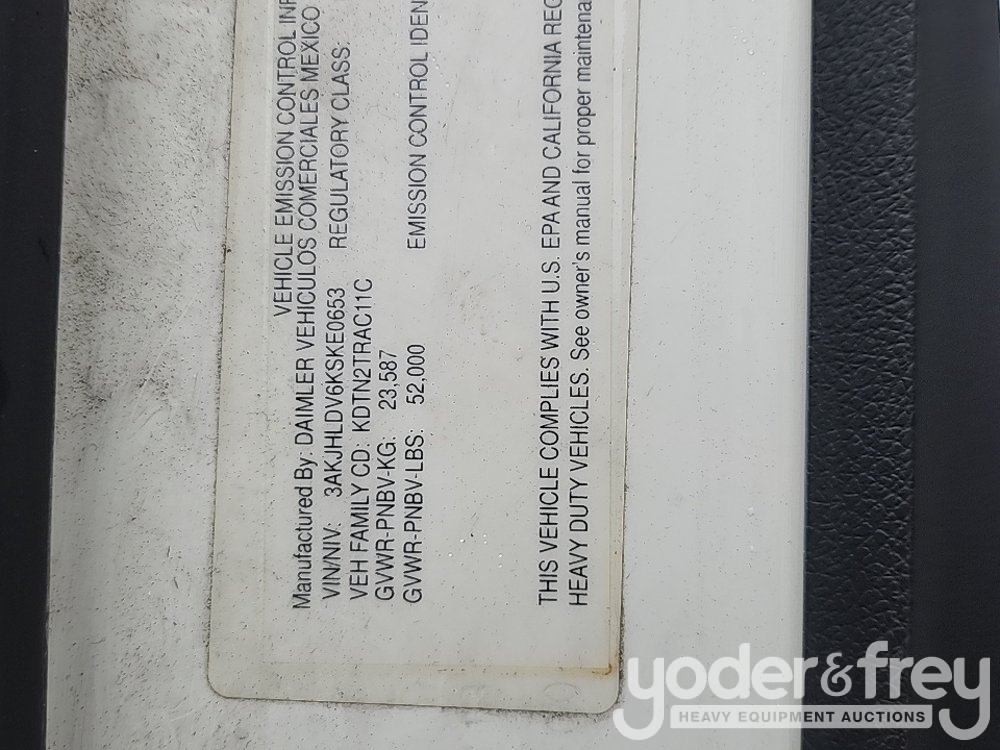 VEHICLE EMISSION CONTROL
Manufactured By: DAIMLER VEHICULOS COMERCIALES MEXICO
VIN/NIV: 3AKJHLDV6KSKE0653 REGULATORY CLASS:
VEH FAMILY CD: KDTN2TRAC11C
GVWR-PNBV-KG: 23,587
GVWR-PNBV-LBS: 52,000 EMISSION CONTROL IDEN
THIS VEHICLE COMPLIES WITH U.S. EPA AND CALIFORNIA REG
HEAVY DUTY VEHICLES. See owner's manual for proper maintena
yoder&frey
HEAVY EQUIPMENT AUCTIONS